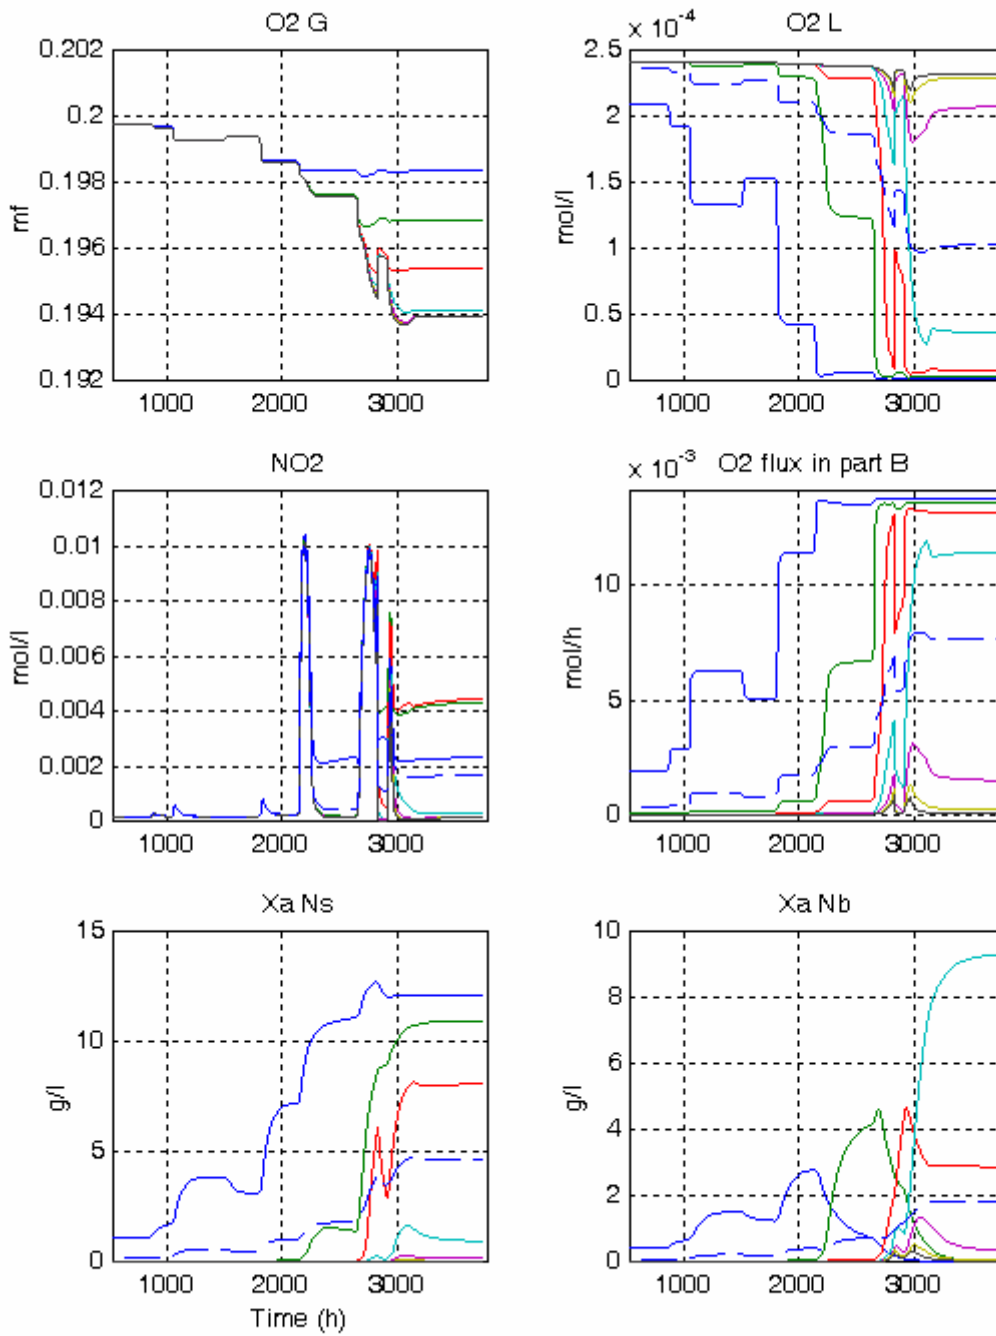 O2 G
0.202
0.2
0.198
0.196
0.194
0.192
mf
1000 2000 3000
x 10^-4
O2 L
2.5
2
1.5
1
0.5
0
mol/l
1000 2000 3000
NO2
0.012
0.01
0.008
0.006
0.004
0.002
0
mol/l
1000 2000 3000
x 10^-3
O2 flux in part B
10
5
0
mol/h
1000 2000 3000
Xa Ns
15
10
5
0
g/l
1000 2000 3000
Time (h)
Xa Nb
10
8
6
4
2
0
g/l
1000 2000 3000